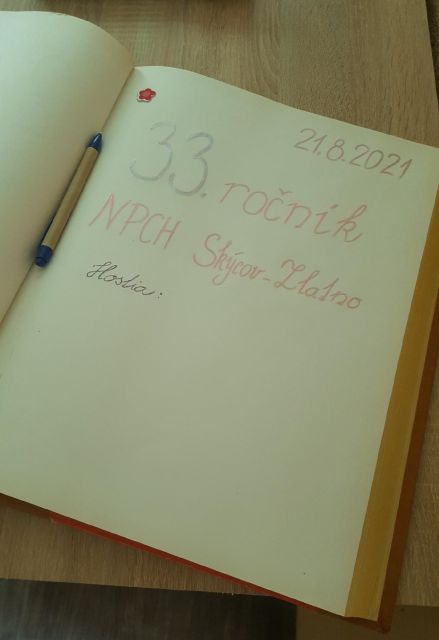 21.8.2021
33. ročník
NPCH Skýcov-Zlatno
Hostia: